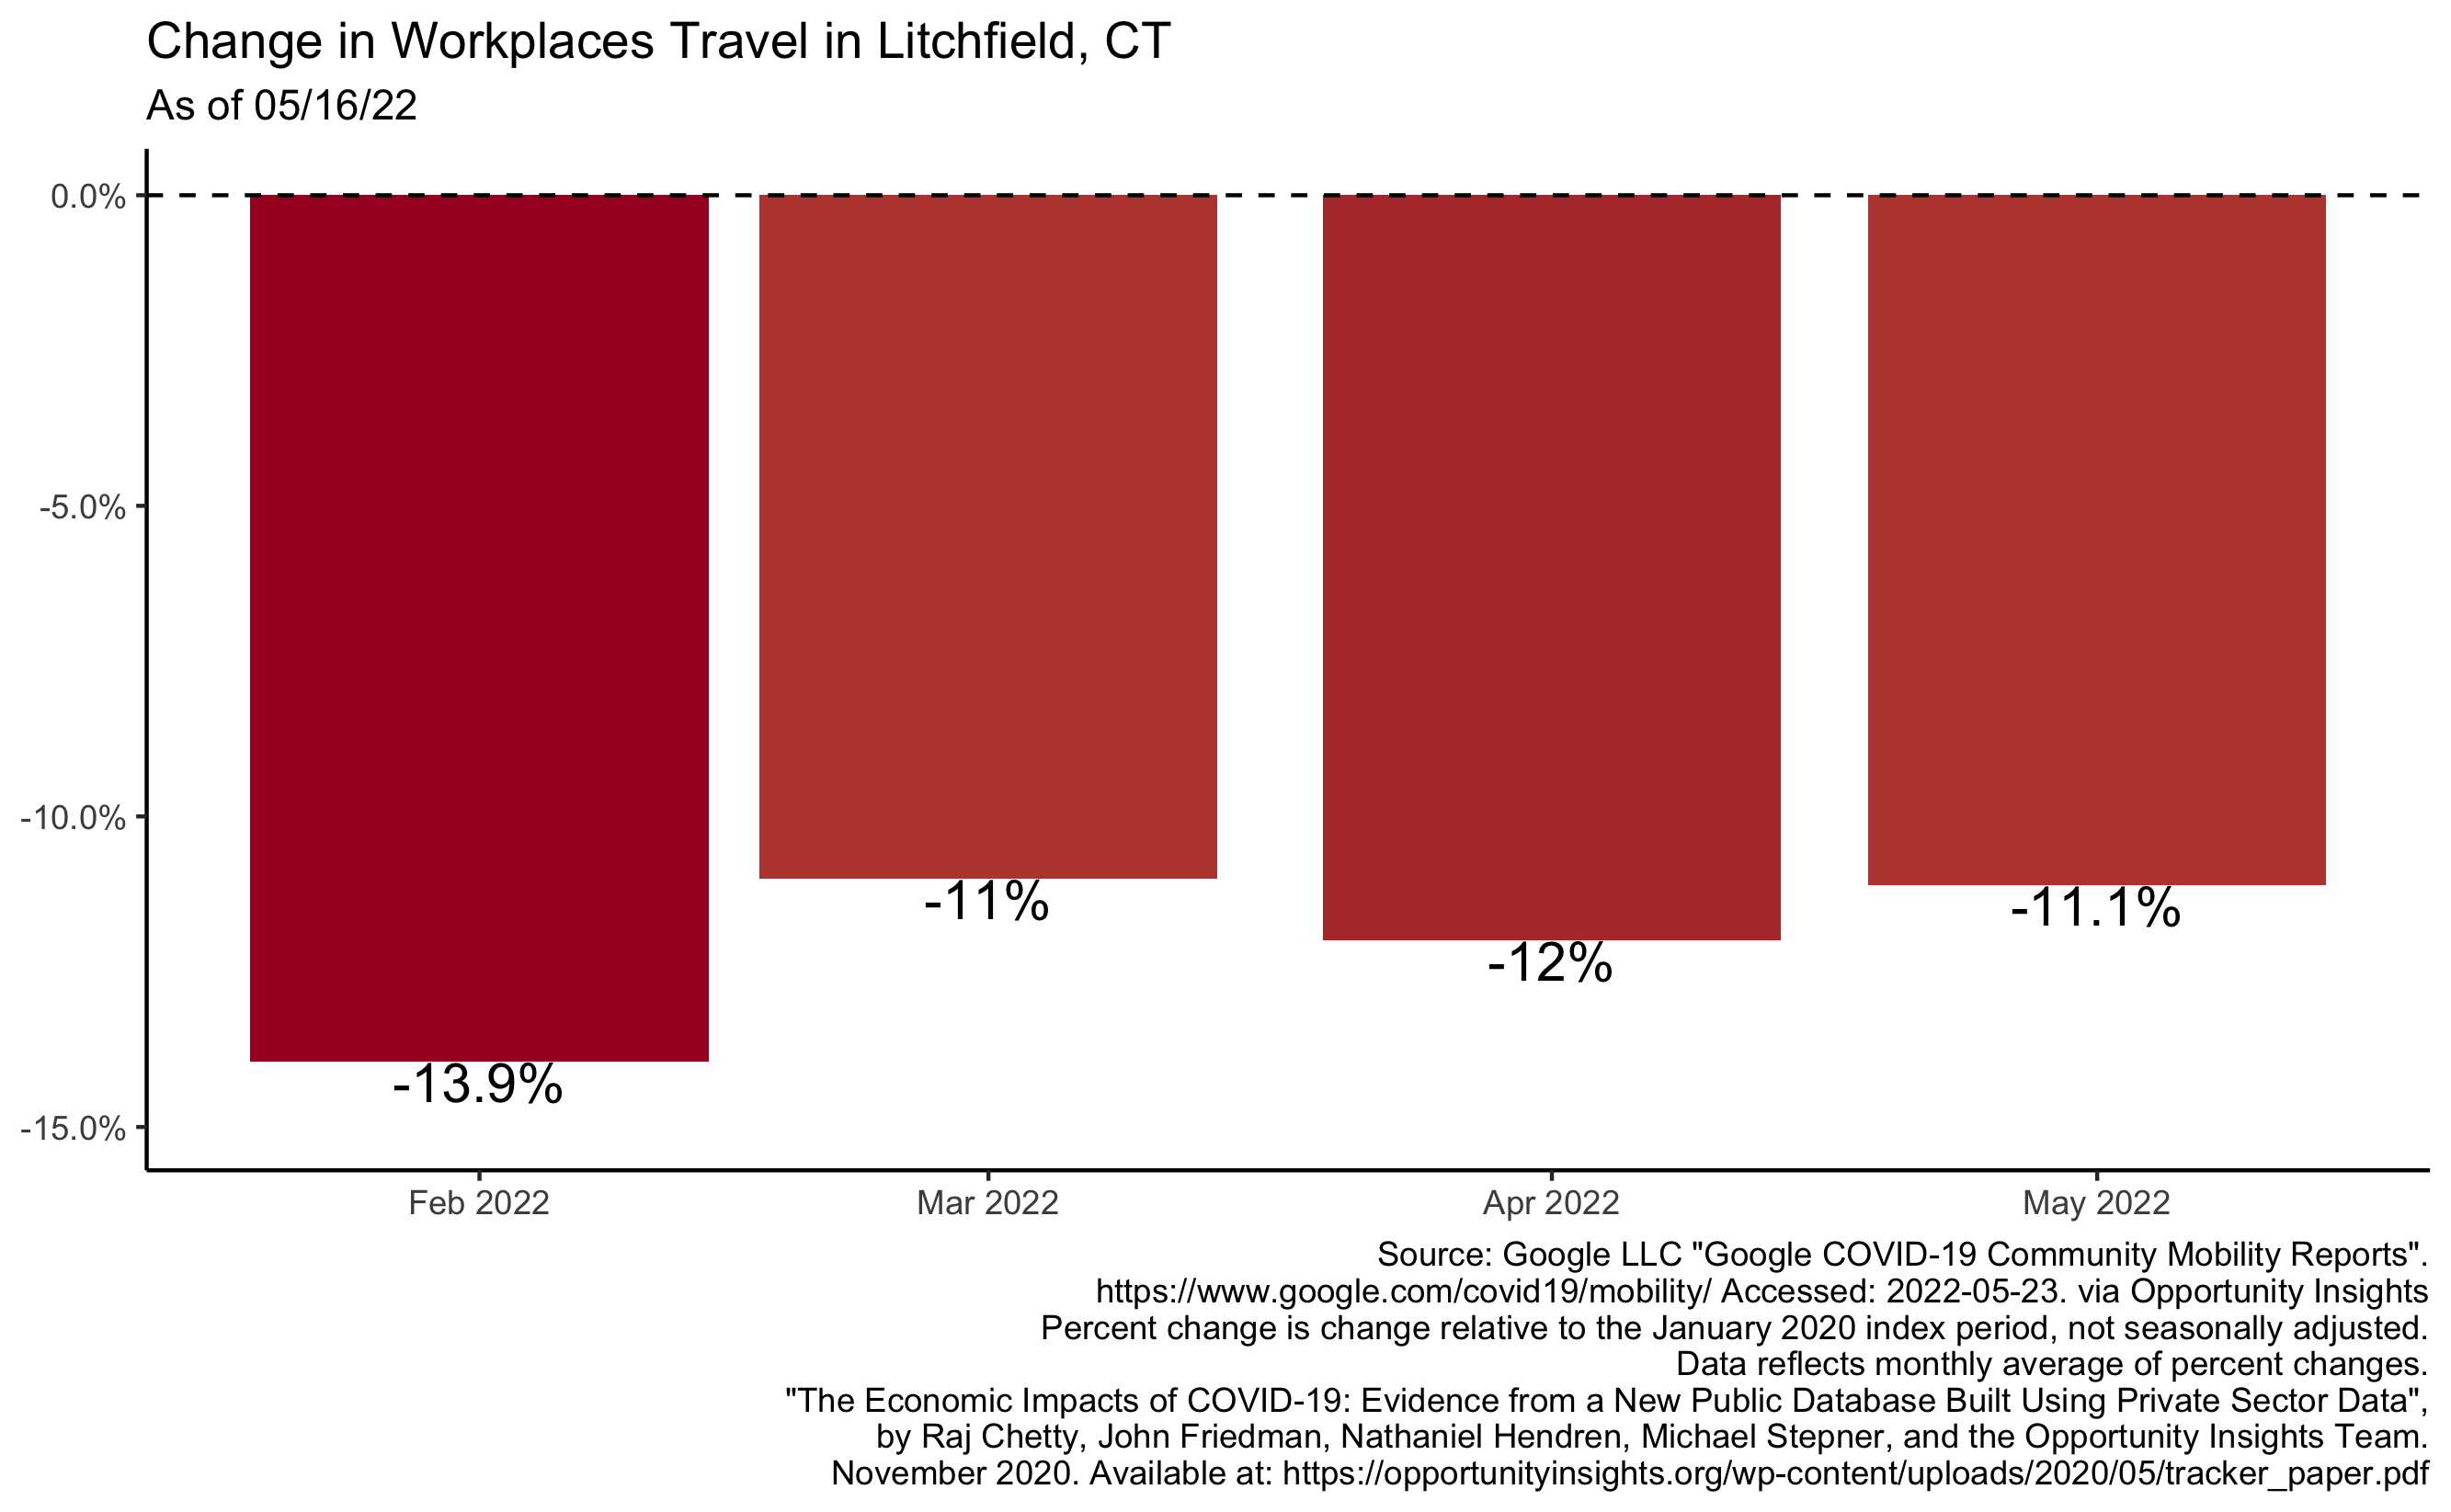 Change in Workplaces Travel in Litchfield, CT
As of 05/16/22
0.0%
-5.0%
-10.0%
-15.0%
-13.9%
-11%
-12%
-11.1%
Feb 2022
Mar 2022
Apr 2022
May 2022
Source: Google LLC "Google COVID-19 Community Mobility Reports".
https://www.google.com/covid19/mobility/ Accessed: 2022-05-23. via Opportunity Insights
Percent change is change relative to the January 2020 index period, not seasonally adjusted.
Data reflects monthly average of percent changes.
"The Economic Impacts of COVID-19: Evidence from a New Public Database Built Using Private Sector Data",
by Raj Chetty, John Friedman, Nathaniel Hendren, Michael Stepner, and the Opportunity Insights Team.
November 2020. Available at: https://opportunityinsights.org/wp-content/uploads/2020/05/tracker_paper.pdf